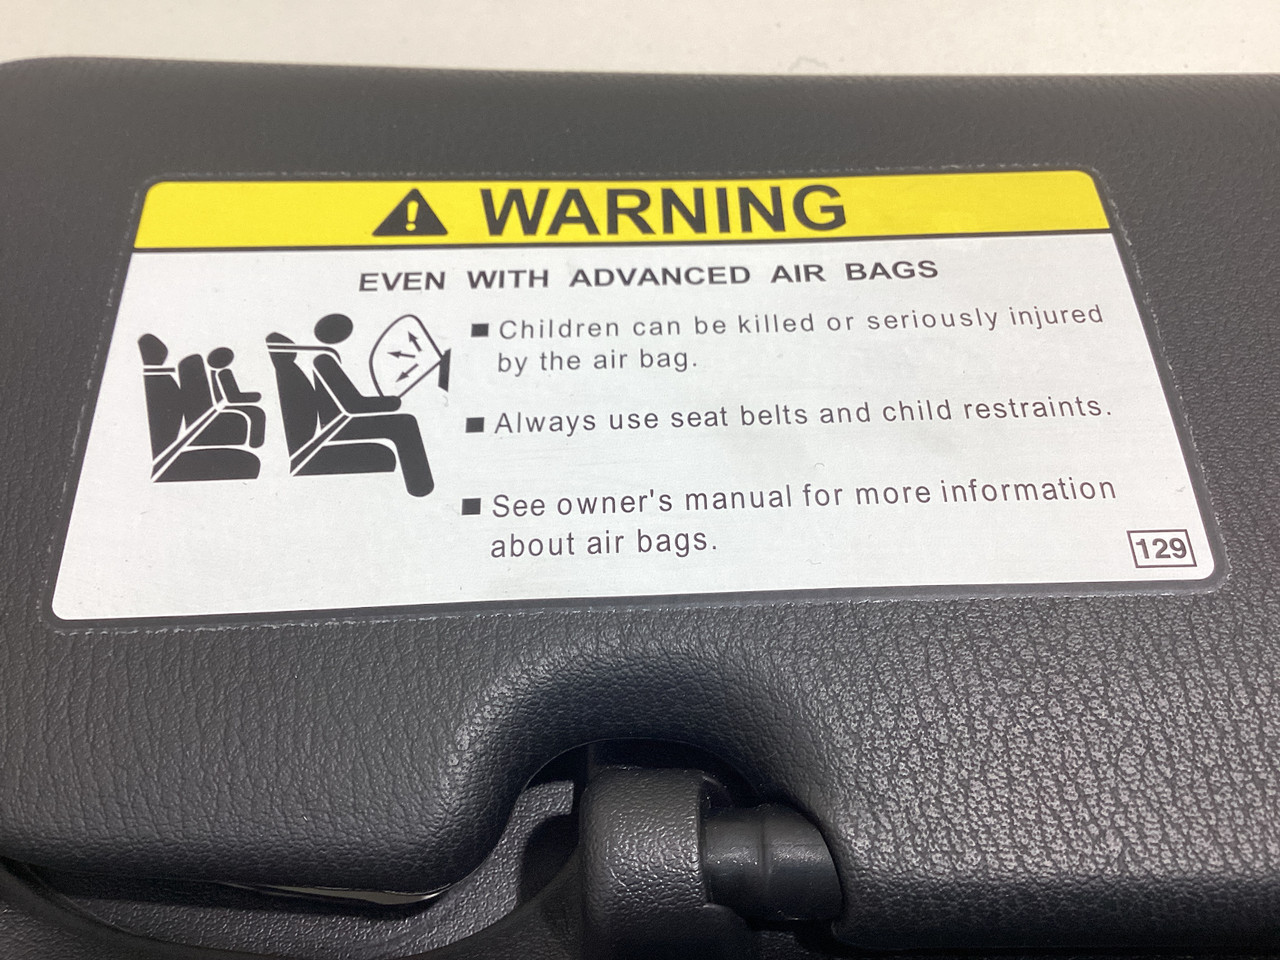 WARNING
EVEN WITH ADVANCED AIR BAGS
■ Children can be killed or seriously injured
by the air bag.
■ Always use seat belts and child restraints.
■ See owner's manual for more information
about air bags.
129